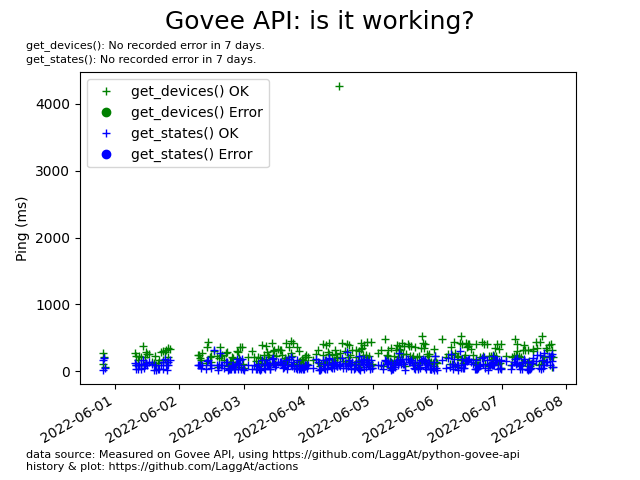 Govee API: is it working?
get_devices(): No recorded error in 7 days.
get_states(): No recorded error in 7 days.
get_devices() OK
get_devices() Error
get_states() OK
get_states() Error
Ping (ms)
4000
3000
2000
1000
0
2022-06-01
2022-06-02
2022-06-03
2022-06-04
2022-06-05
2022-06-06
2022-06-07
2022-06-08
data source: Measured on Govee API, using https://github.com/LaggAt/python-govee-api
history & plot: https://github.com/LaggAt/actions